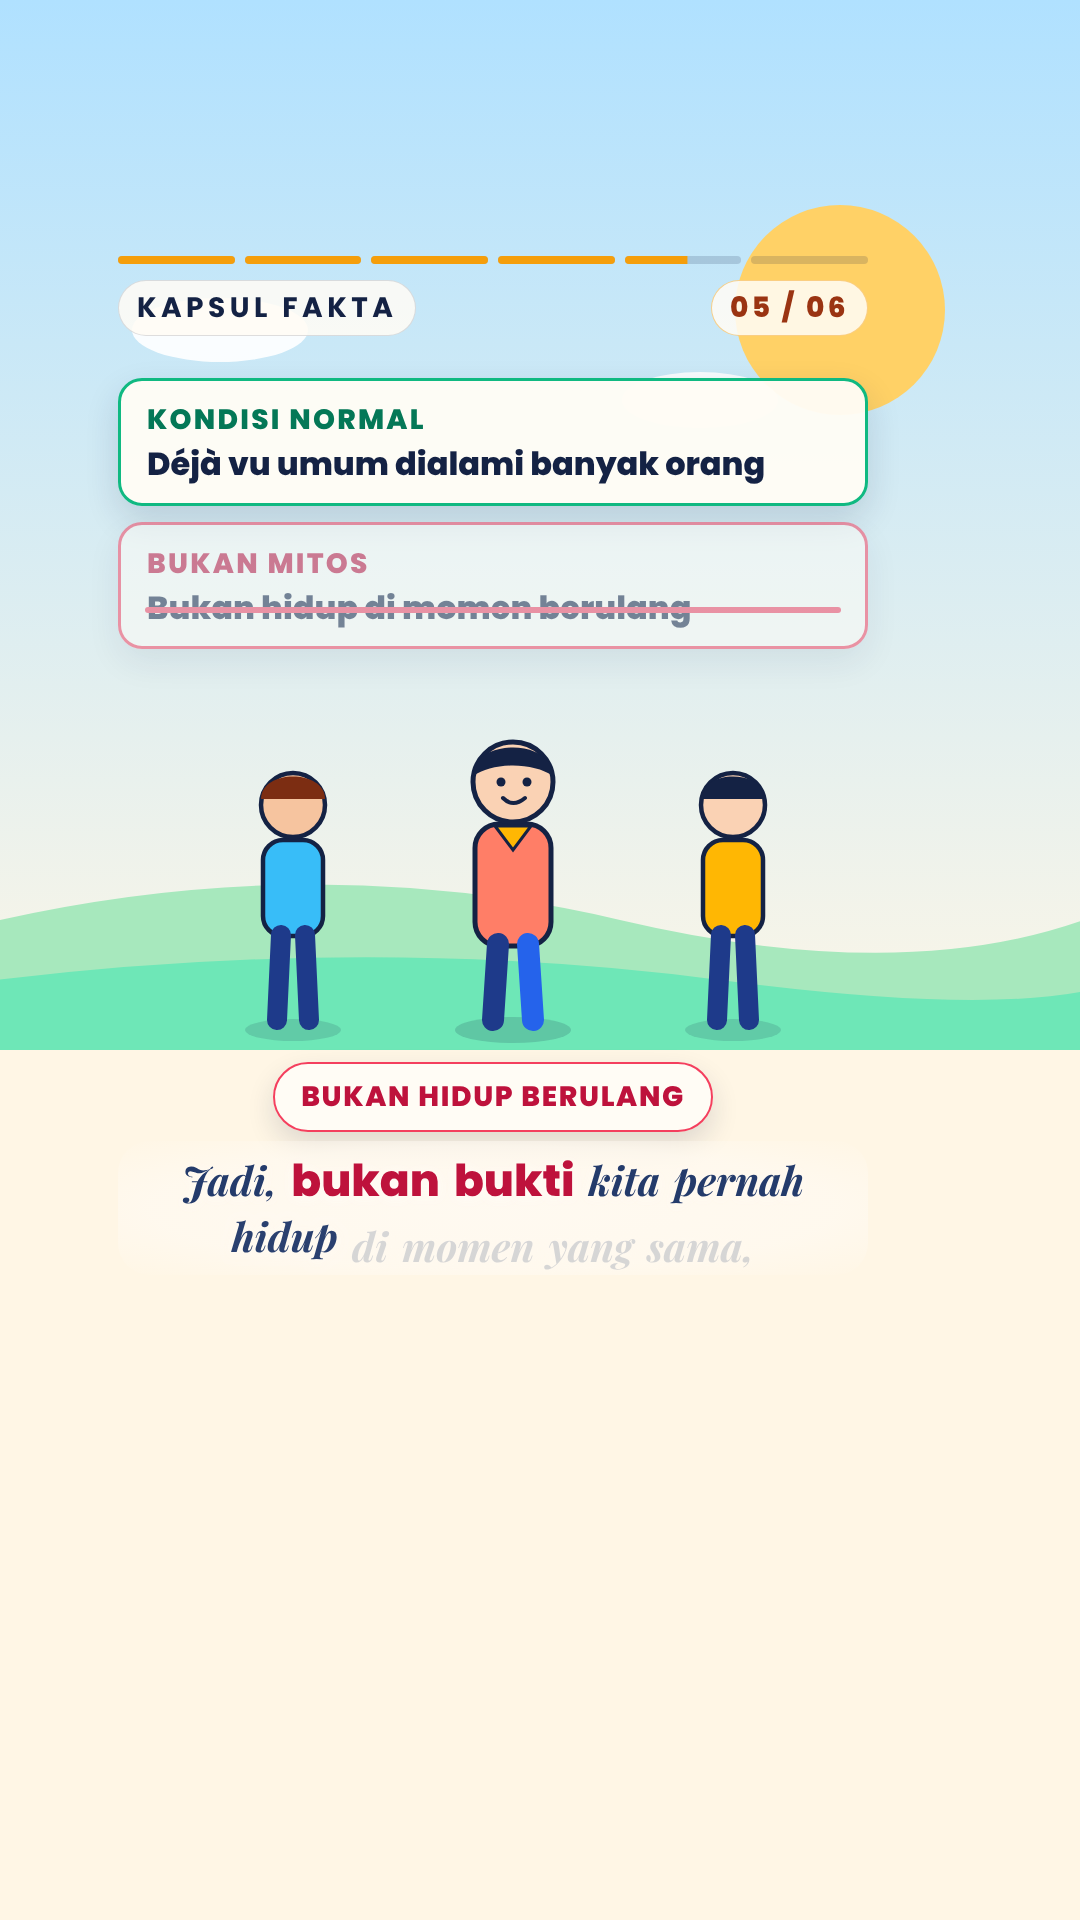 KAPSUL FAKTA
05 / 06
KONDISI NORMAL
Déjà vu umum dialami banyak orang
BUKAN MITOS
Bukan hidup di momen berulang
BUKAN HIDUP BERULANG
Jadi, bukan bukti kita pernah
hidup di momen yang sama,